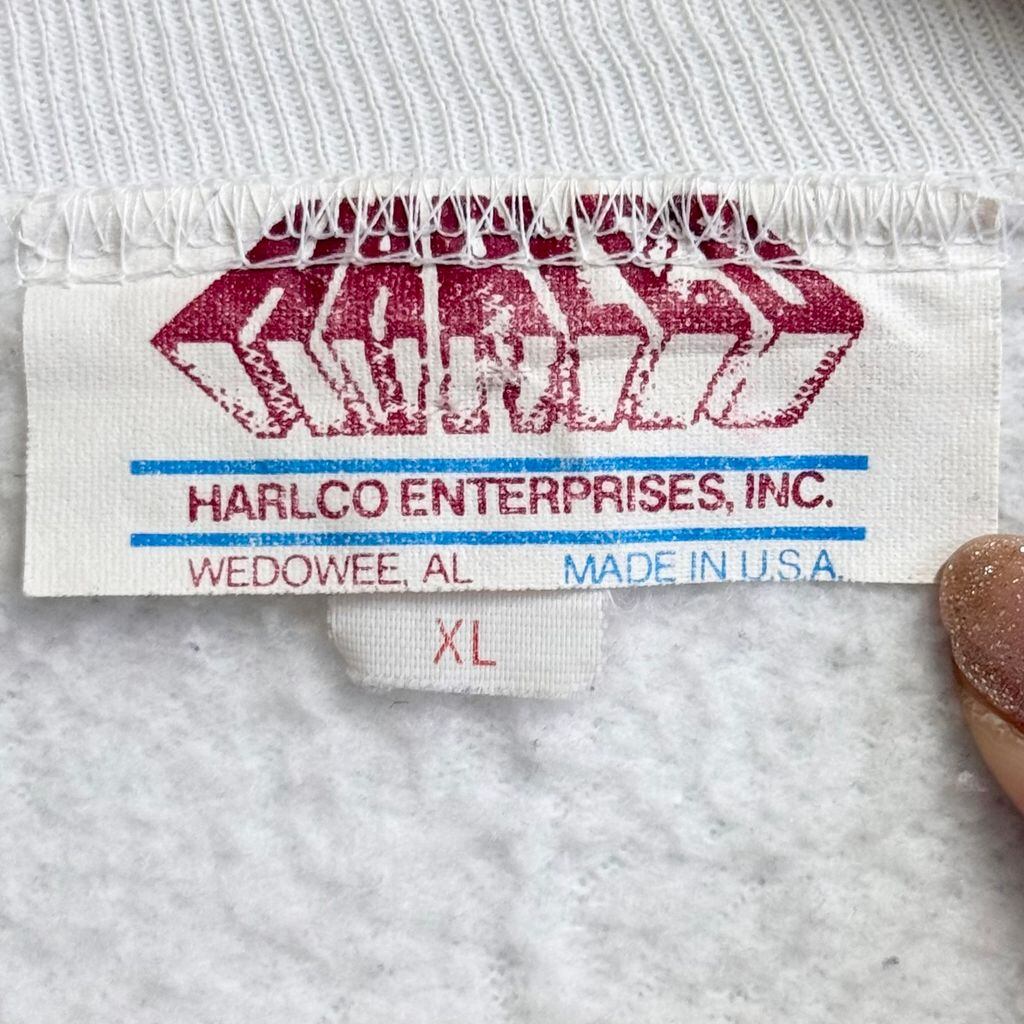 HARLCO
HARLCO ENTERPRISES, INC.
WEDOWEE, AL MADE IN U.S.A.
XL